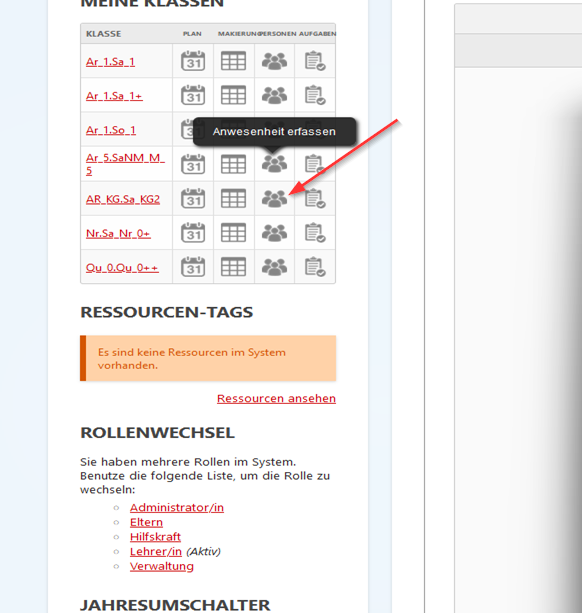 MEINE KLASSEN
KLASSE PLAN MAKIERUNG PERSONEN AUFGABEN
Ar_1.Sa_1 31
Ar_1.Sa_1+ 31
Ar_1.So_1
Anwesenheit erfassen
Ar_5.SaNM_M_
5 31
AR_KG.Sa_KG2 31
Nr.Sa_Nr_0+ 31
Qu_0.Qu_0++ 31
RESSOURCEN-TAGS
Es sind keine Ressourcen im System
vorhanden.
Ressourcen ansehen
ROLLENWECHSEL
Sie haben mehrere Rollen im System.
Benutze die folgende Liste, um die Rolle zu
wechseln:
Administrator/in
Eltern
Hilfskraft
Lehrer/in (Aktiv)
Verwaltung
JAHRESUMSCHALTER